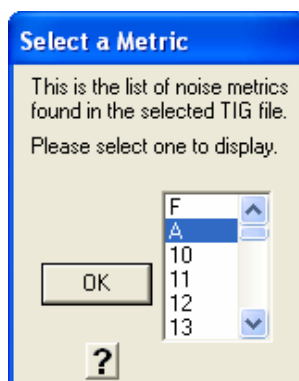 Select a Metric
This is the list of noise metrics
found in the selected TIG file.
Please select one to display.
F
A
10
11
12
13
OK
?